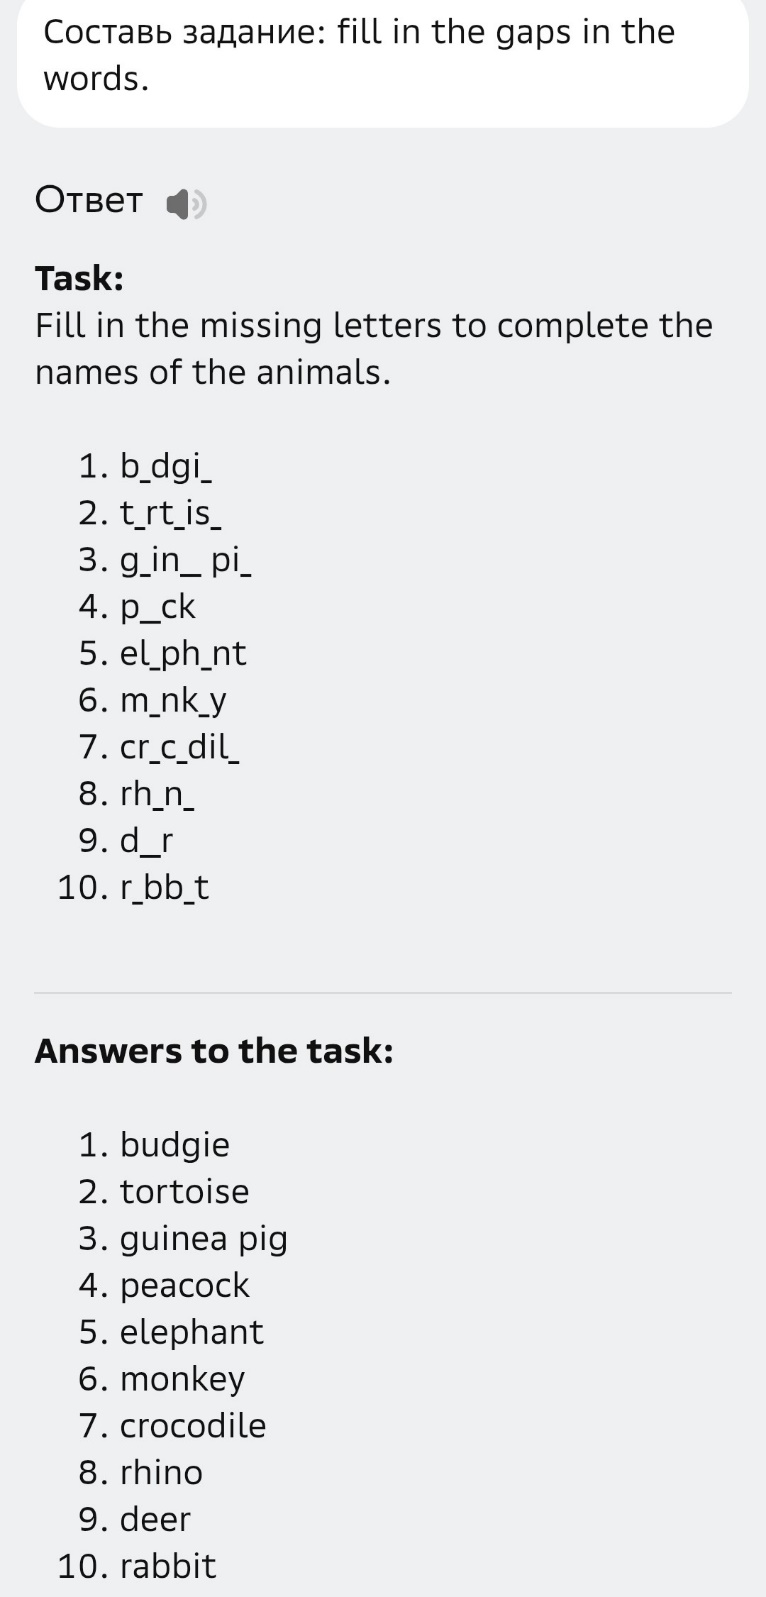 Составь задание: fill in the gaps in the
words.
Ответ
Task:
Fill in the missing letters to complete the
names of the animals.
1. b_dgi_
2. t_rt_is_
3. g_in__ pi_
4. p__ck
5. el_ph_nt
6. m_nk_y
7. cr_c_dil_
8. rh_n_
9. d__r
10. r_bb_t
Answers to the task:
1. budgie
2. tortoise
3. guinea pig
4. peacock
5. elephant
6. monkey
7. crocodile
8. rhino
9. deer
10. rabbit